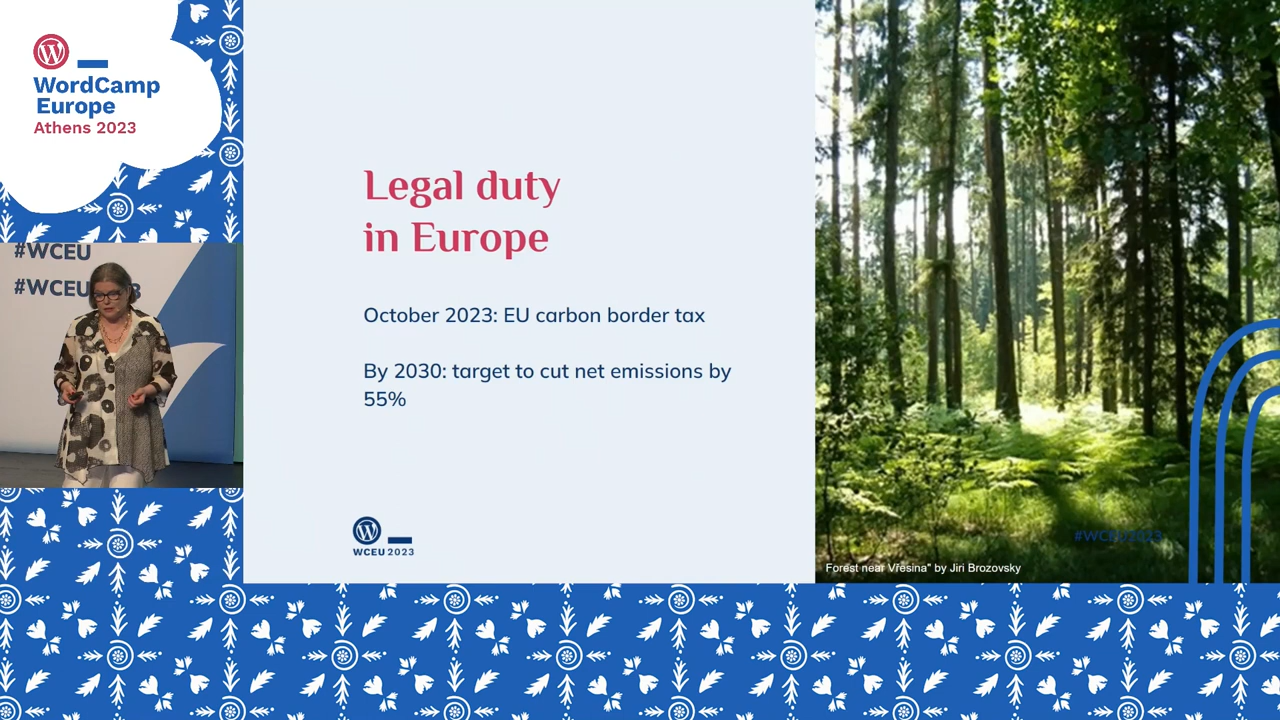 WordCamp
Europe
Athens 2023
#WCEU
#WCEU
Legal duty
in Europe
October 2023: EU carbon border tax
By 2030: target to cut net emissions by
55%
WCEU 2023
#WCEU2023
Forest near Vřesina" by Jiri Brozovsky